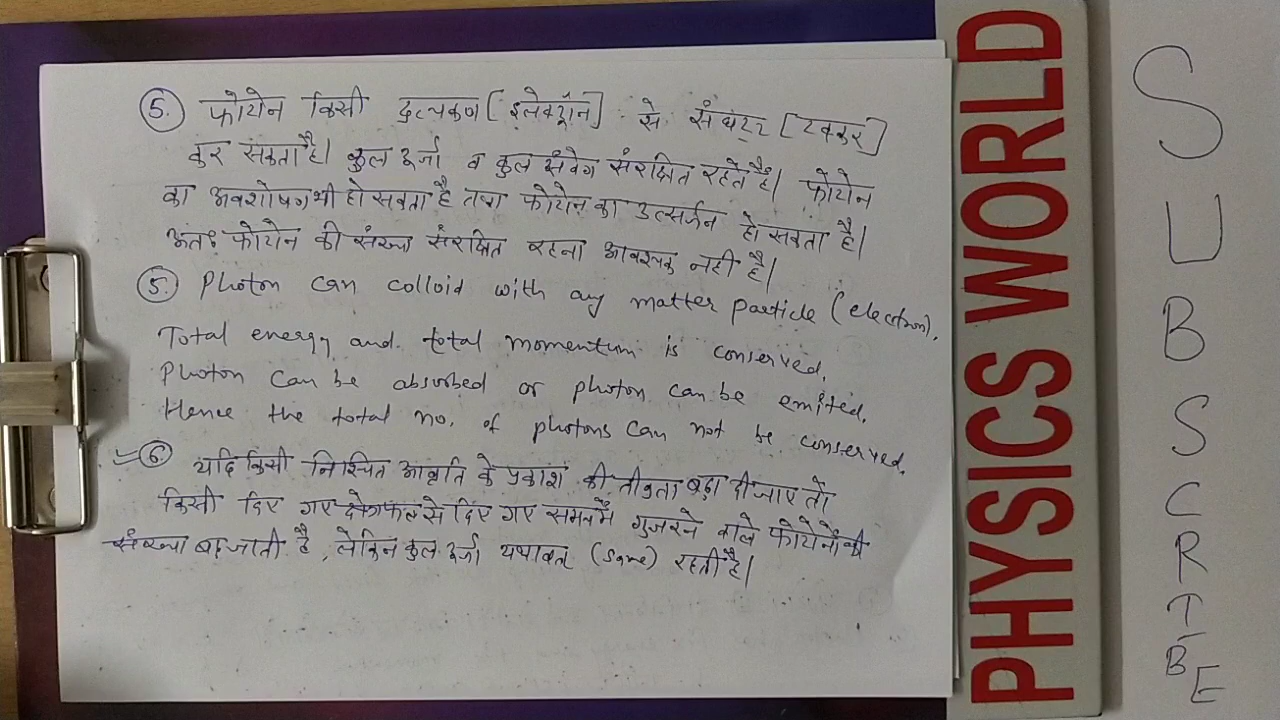 5. फोटोन किसी द्रव्यकण [इलेक्ट्रॉन] से संघट्ट [टक्कर]
कर सकता है। कुल ऊर्जा व कुल संवेग संरक्षित रहते है। फोटोन
का अवशोषण भी हो सकता है तथा फोटोन का उत्सर्जन हो सकता है।
अतः फोटोन की संख्या संरक्षित रहना आवश्यक नही है।
5. Photon can colloid with any matter particle (electron).
Total energy and total momentum is conserved.
Photon can be absorbed or photon can be emitted.
Hence the total no. of photons can not be conserved.
6 यदि किसी निश्चित आवृति के प्रकाश की तीव्रता बढ़ा दी जाए तो
किसी दिए गए क्षेत्रफल से दिए गए समय में गुजरने वाले फोटोनों की
संख्या बढ़ जाती है, लेकिन कुल ऊर्जा यथावत (same) रहती है।
PHYSICS WORLD
SUBSCRTBE